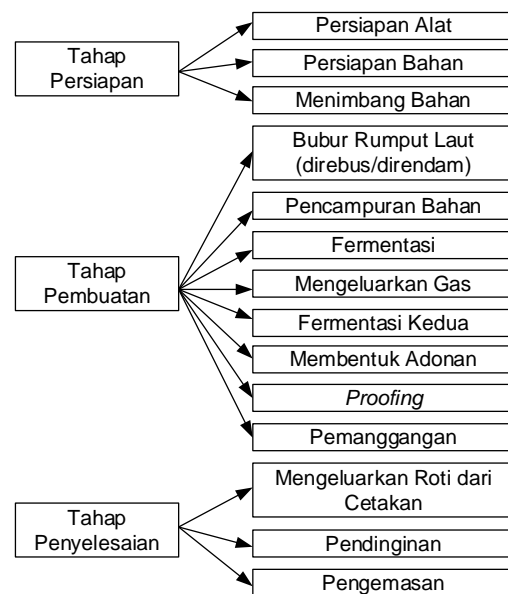 Tahap
Persiapan
Persiapan Alat
Persiapan Bahan
Menimbang Bahan
Tahap
Pembuatan
Bubur Rumput Laut
(direbus/direndam)
Pencampuran Bahan
Fermentasi
Mengeluarkan Gas
Fermentasi Kedua
Membentuk Adonan
Proofing
Pemanggangan
Tahap
Penyelesaian
Mengeluarkan Roti dari
Cetakan
Pendinginan
Pengemasan